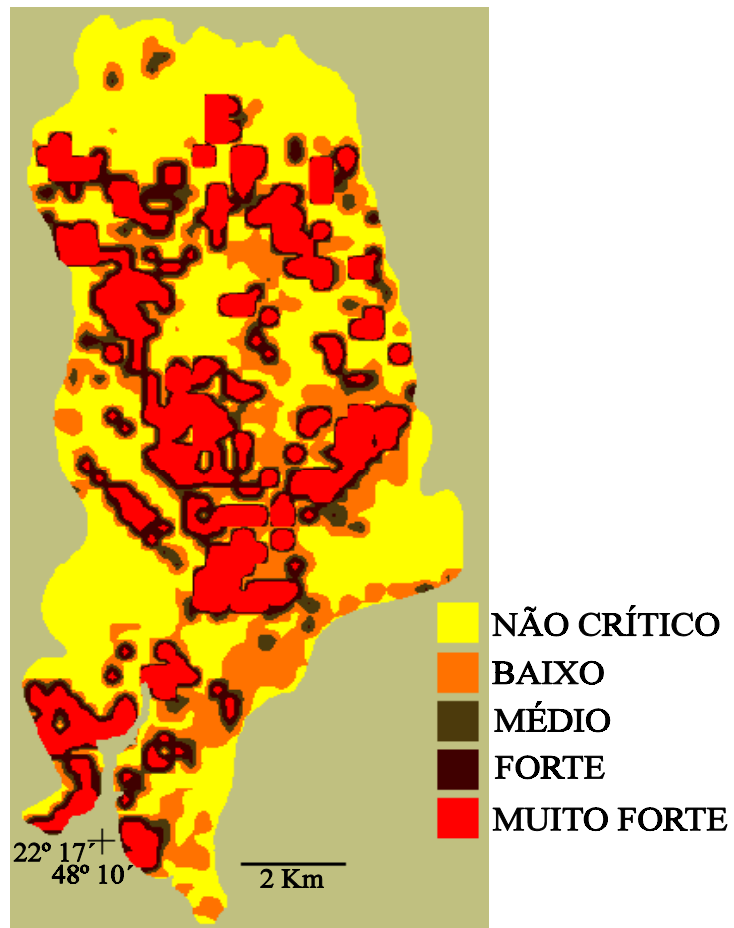 NÃO CRÍTICO
BAIXO
MÉDIO
FORTE
MUITO FORTE
22º 17´
48º 10´
2 Km